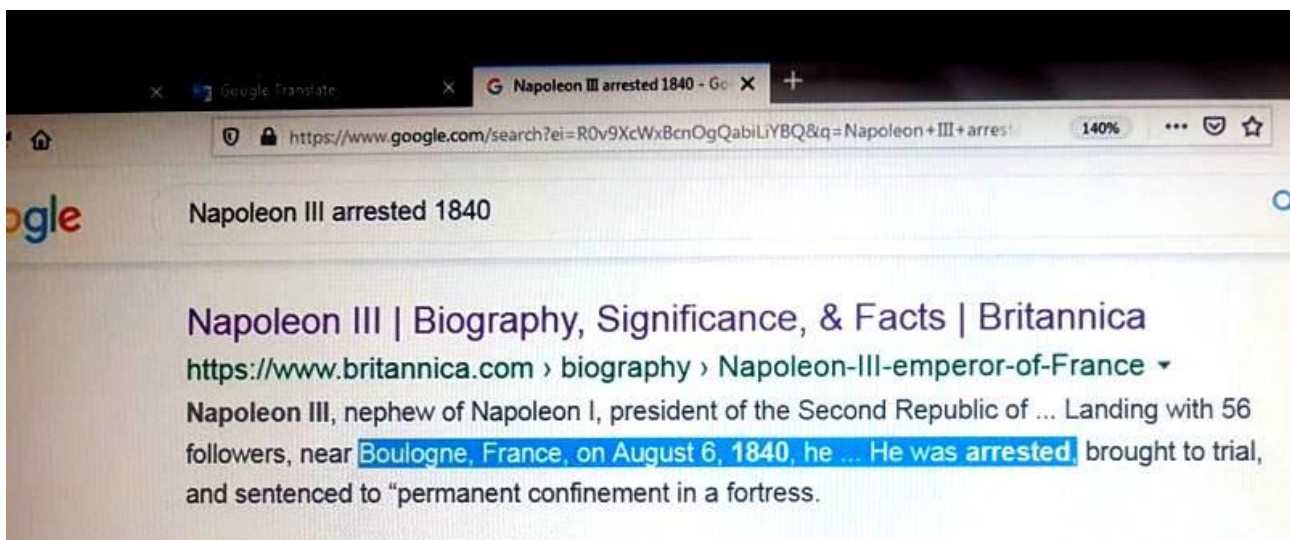 Google Translate
Napoleon III arrested 1840 - Go
https://www.google.com/search?ei=R0v9XcWxBcnOgQabiLiYBQ&q=Napoleon+III+arrest
140%
ogle
Napoleon III arrested 1840
Napoleon III | Biography, Significance, & Facts | Britannica
https://www.britannica.com › biography › Napoleon-III-emperor-of-France
Napoleon III, nephew of Napoleon I, president of the Second Republic of ... Landing with 56
followers, near Boulogne, France, on August 6, 1840, he ... He was arrested, brought to trial,
and sentenced to “permanent confinement in a fortress.